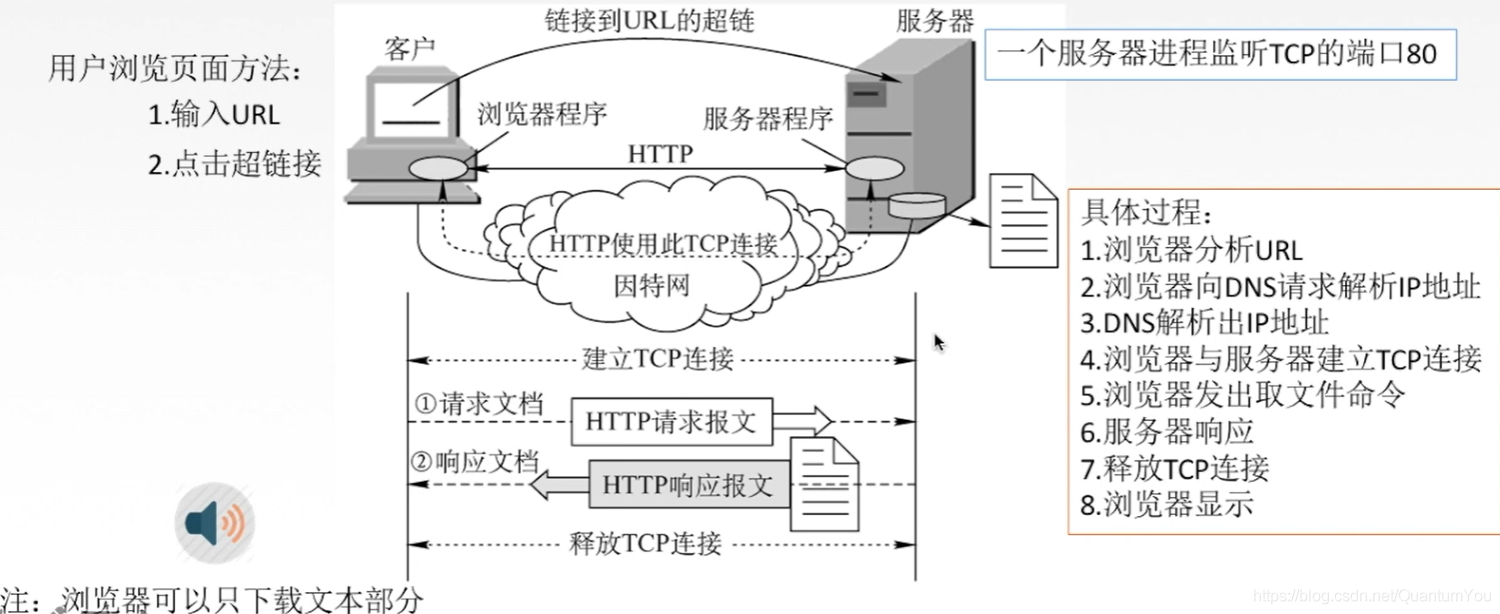 用户浏览页面方法：
1.输入URL
2.点击超链接
链接到URL的超链
客户
服务器
一个服务器进程监听TCP的端口80
浏览器程序
服务器程序
HTTP
HTTP使用此TCP连接
因特网
建立TCP连接
①请求文档
HTTP请求报文
②响应文档
HTTP响应报文
释放TCP连接
具体过程：
1.浏览器分析URL
2.浏览器向DNS请求解析IP地址
3.DNS解析出IP地址
4.浏览器与服务器建立TCP连接
5.浏览器发出取文件命令
6.服务器响应
7.释放TCP连接
8.浏览器显示
注：浏览器可以只下载文本部分
https://blog.csdn.net/QuantumYou